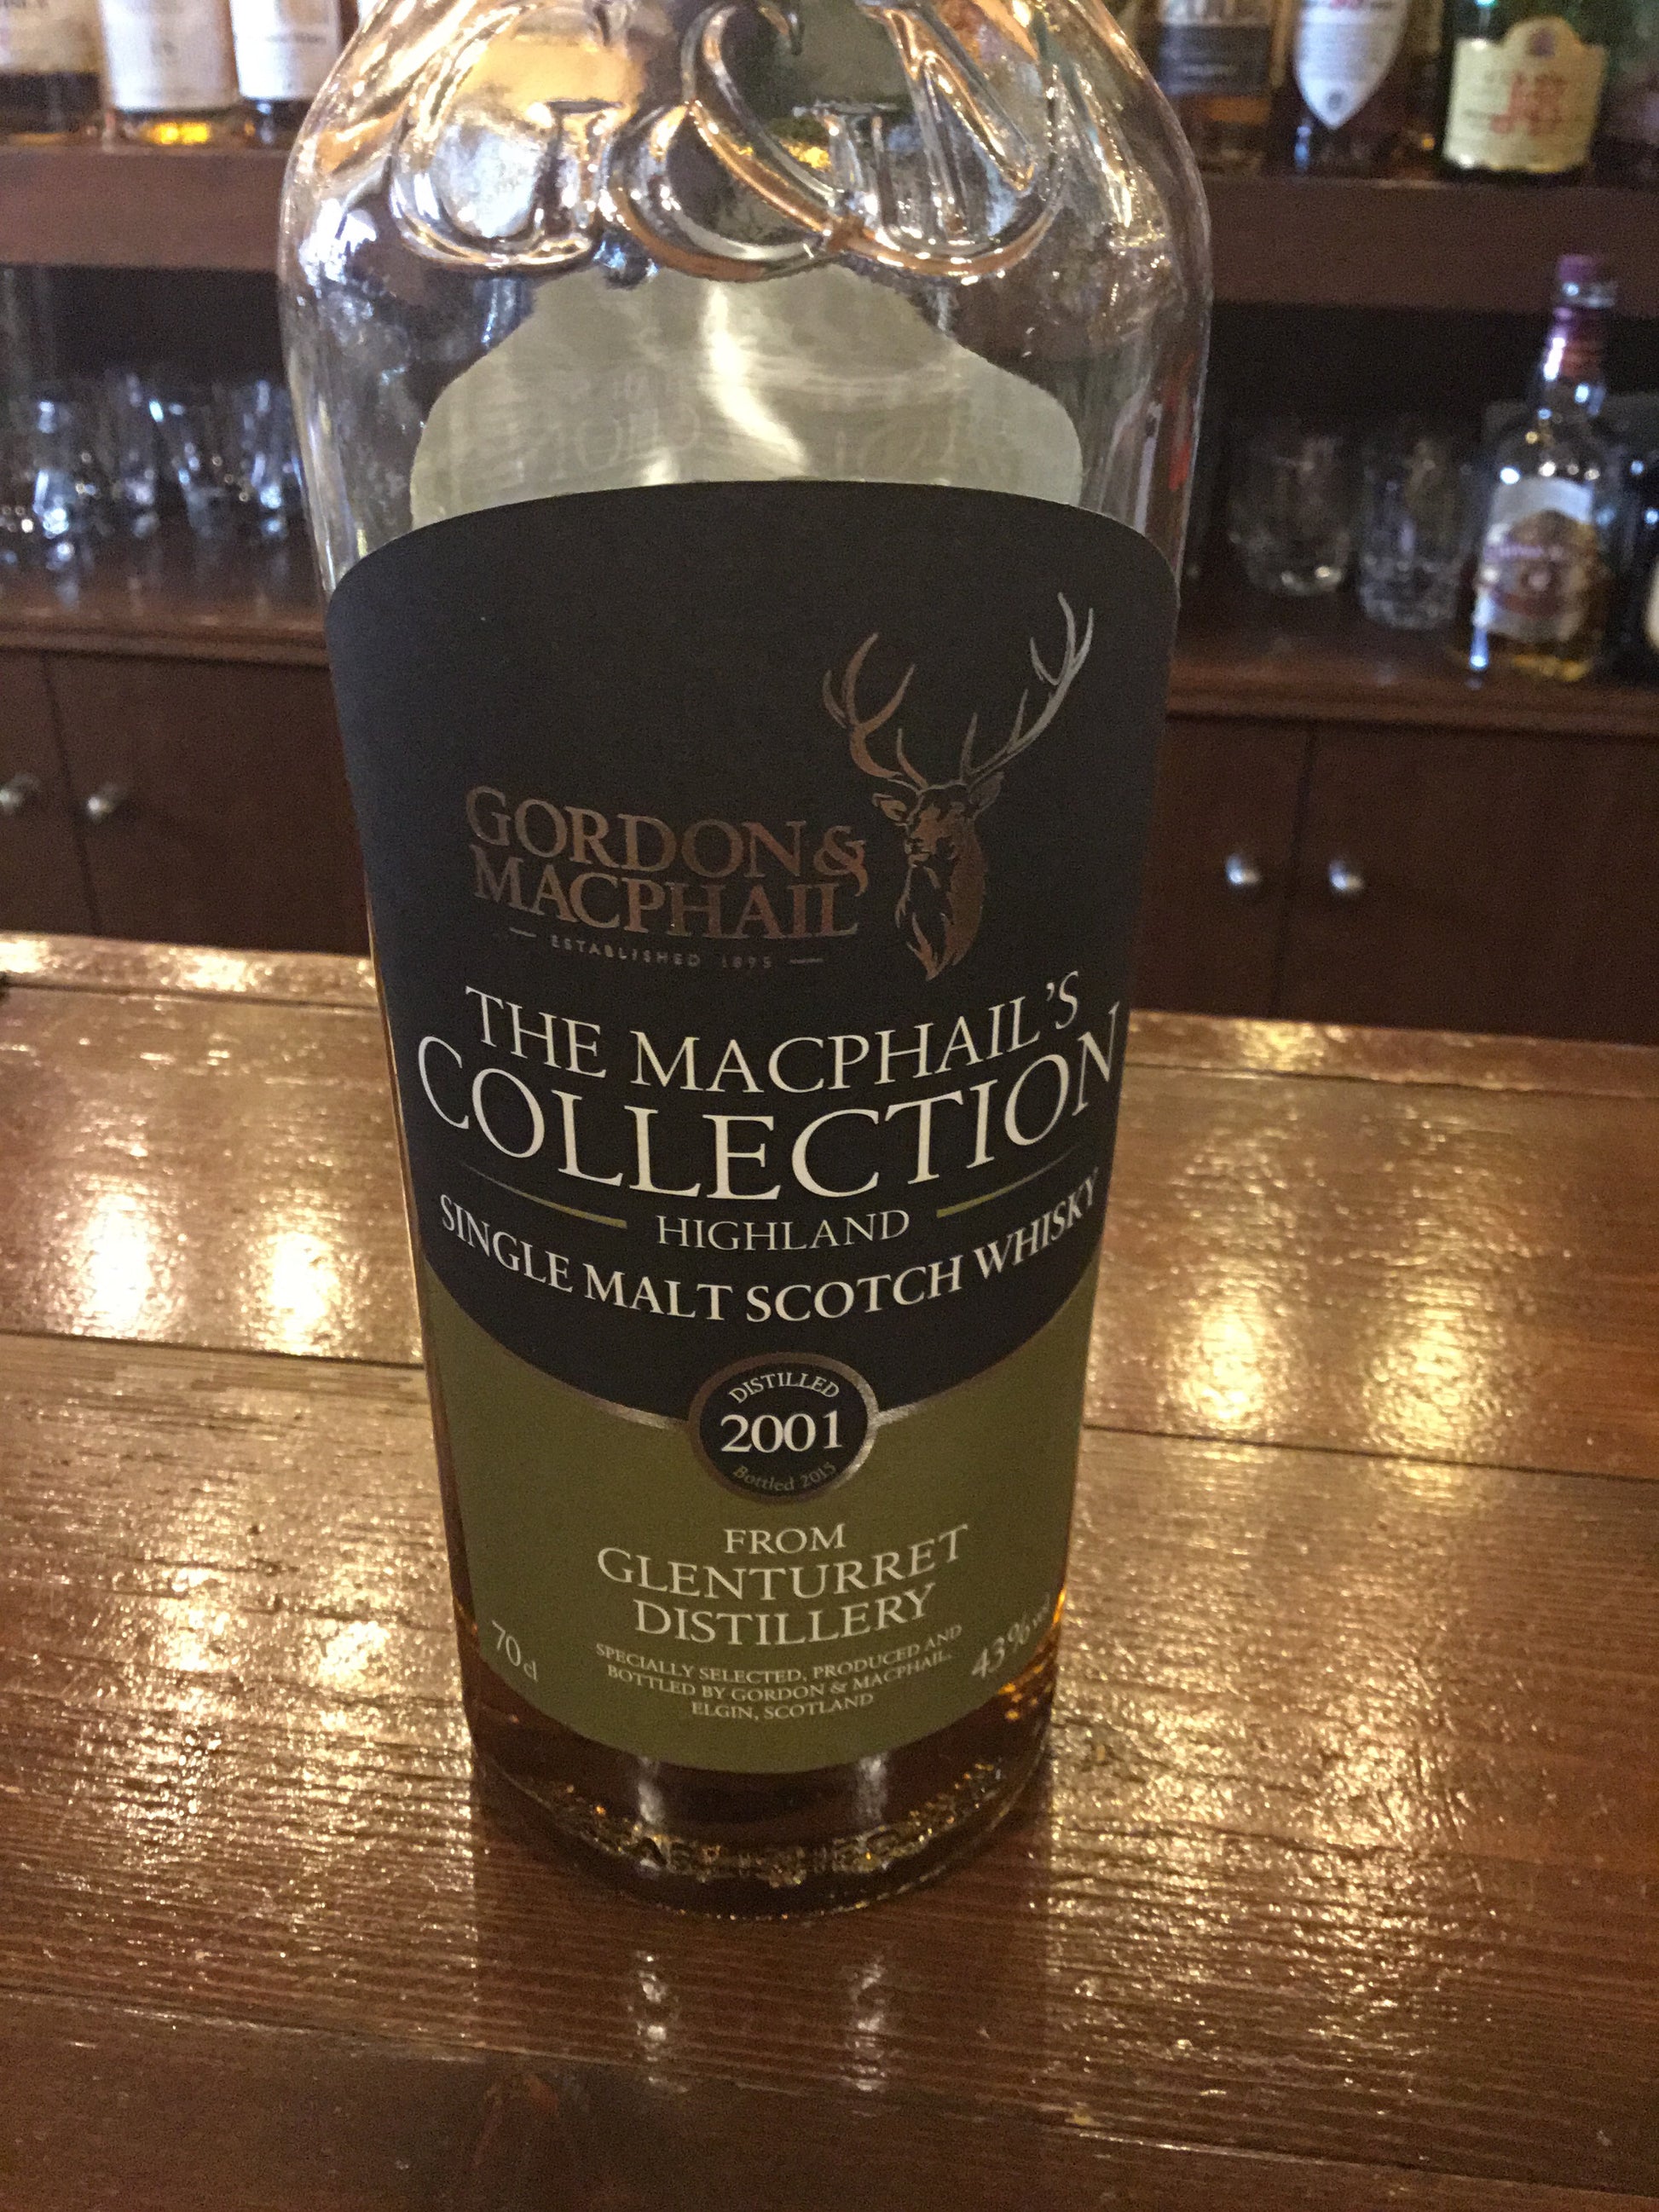 G&M
GORDON &
MACPHAIL
ESTABLISHED 1895
THE MACPHAIL'S
COLLECTION
HIGHLAND
SINGLE MALT SCOTCH WHISKY
DISTILLED
2001
Bottled 2015
FROM
GLENTURRET
DISTILLERY
70cl
SPECIALLY SELECTED, PRODUCED AND
BOTTLED BY GORDON & MACPHAIL,
ELGIN, SCOTLAND
43%vol